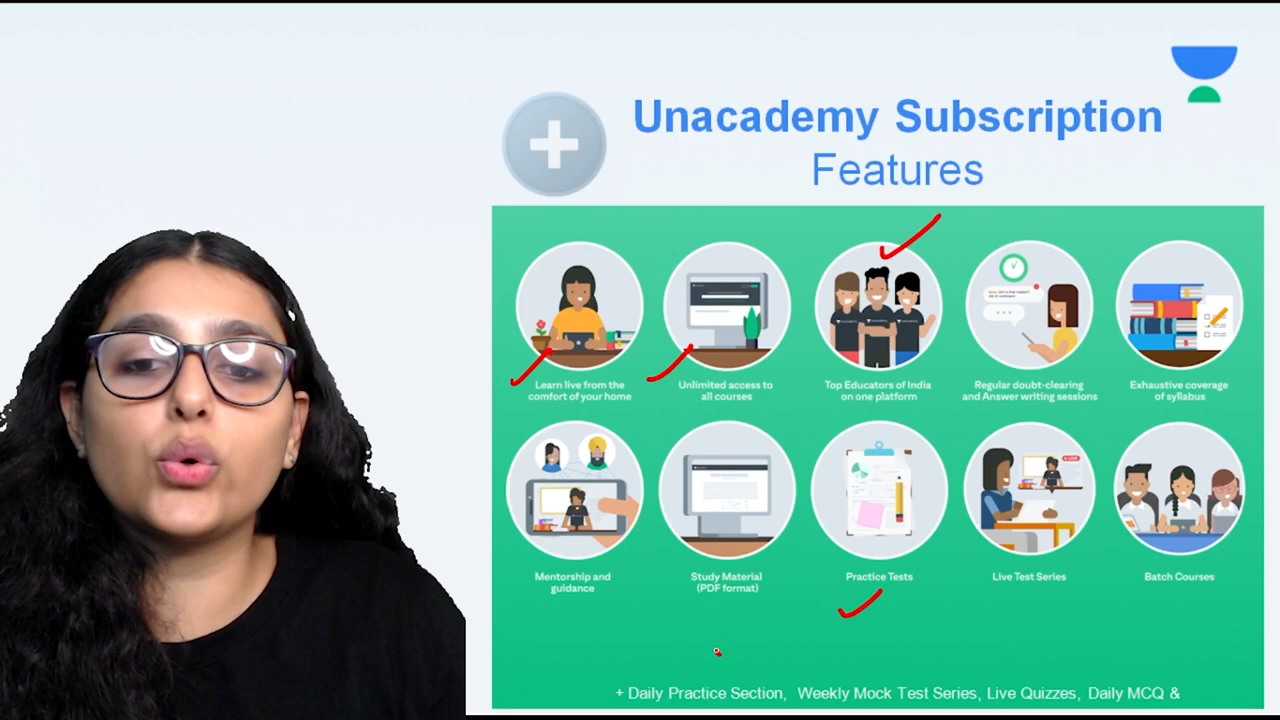 Unacademy Subscription
Features
Learn live from the
comfort of your home
Unlimited access to
all courses
Top Educators of India
on one platform
Regular doubt-clearing
and Answer writing sessions
Exhaustive coverage
of syllabus
Mentorship and
guidance
Study Material
(PDF format)
Practice Tests
Live Test Series
Batch Courses
+ Daily Practice Section, Weekly Mock Test Series, Live Quizzes, Daily MCQ &